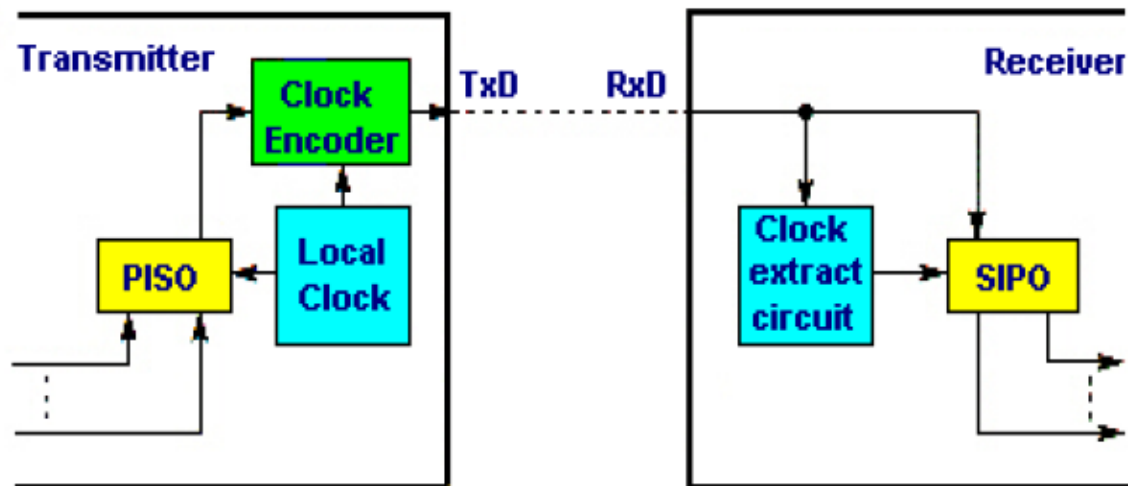 Transmitter
Clock
Encoder
TxD
RxD
Receiver
PISO
Local
Clock
Clock
extract
circuit
SIPO